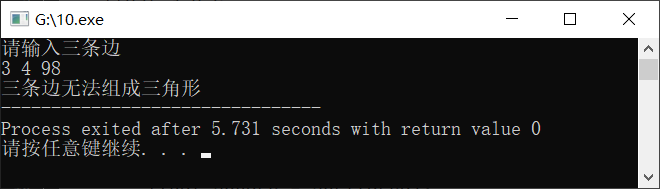 G:\10.exe
请输入三条边
3 4 98
三条边无法组成三角形
--------------------------------
Process exited after 5.731 seconds with return value 0
请按任意键继续. . .